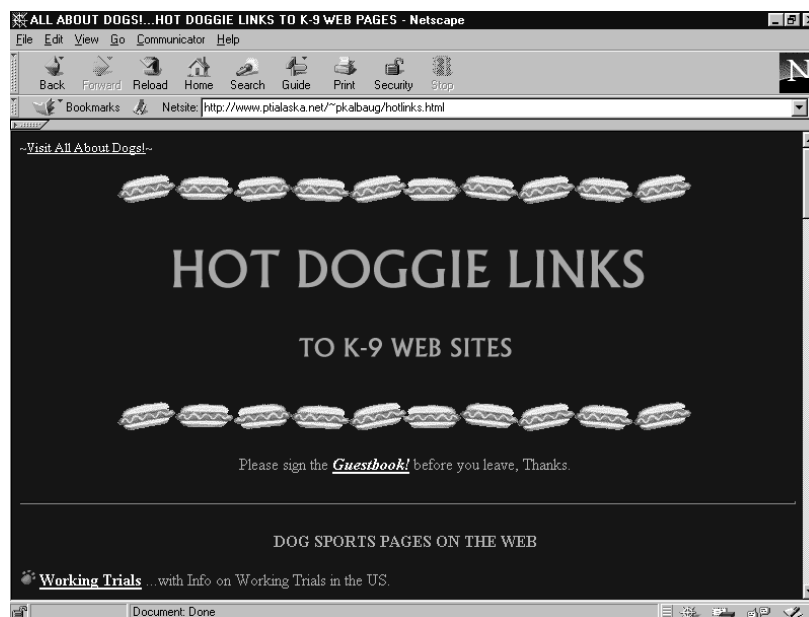 ALL ABOUT DOGS!...HOT DOGGIE LINKS TO K-9 WEB PAGES - Netscape
File Edit View Go Communicator Help
Back Forward Reload Home Search Guide Print Security Stop
N
Bookmarks Netsite: http://www.ptialaska.net/~pkalbaug/hotlinks.html
~Visit All About Dogs!~
HOT DOGGIE LINKS
TO K-9 WEB SITES
Please sign the Guestbook! before you leave, Thanks.
DOG SPORTS PAGES ON THE WEB
Working Trials ...with Info on Working Trials in the US.
Document: Done